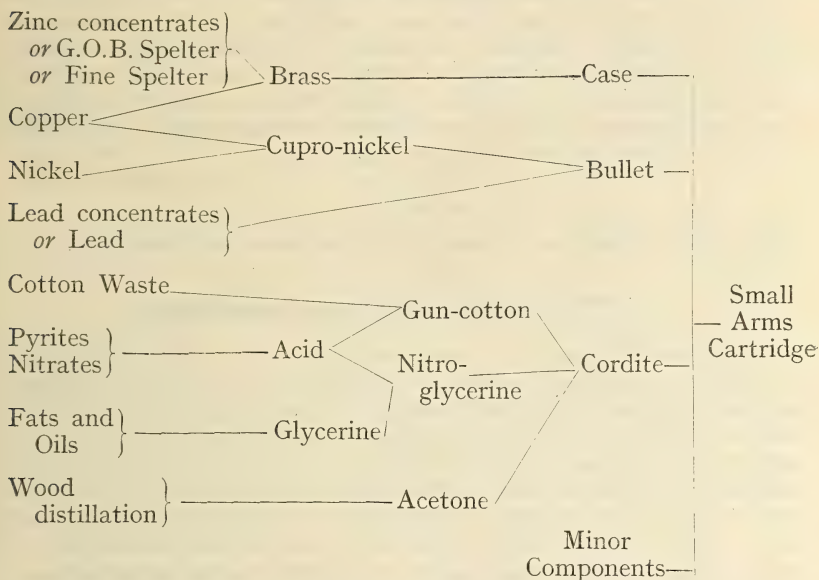 Zinc concentrates
or G.O.B. Spelter
or Fine Spelter
Brass
Case
Copper
Cupro-nickel
Nickel
Bullet
Lead concentrates
or Lead
Cotton Waste
Gun-cotton
Small
Arms
Cartridge
Pyrites
Nitrates
Acid
Nitro-
glycerine
Cordite
Fats and
Oils
Glycerine
Wood
distillation
Acetone
Minor
Components